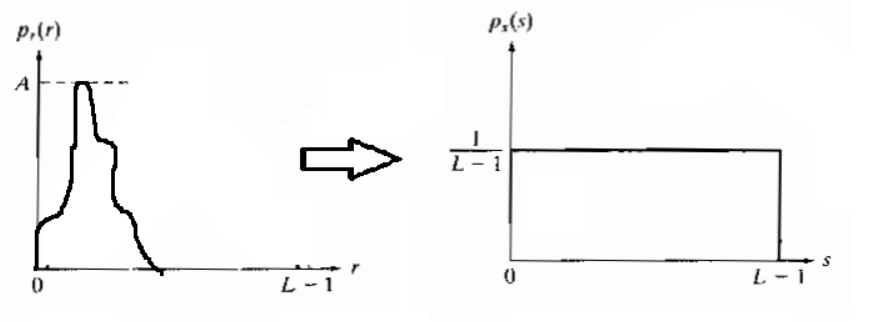 p_r(r)
A
0
L − 1
r
p_s(s)
1
L − 1
0
L − 1
s